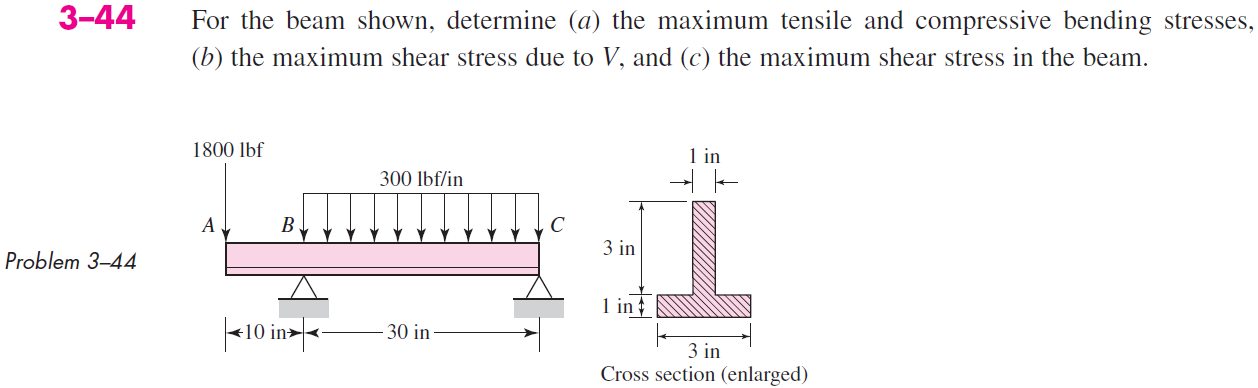 3–44 For the beam shown, determine (a) the maximum tensile and compressive bending stresses,
(b) the maximum shear stress due to V, and (c) the maximum shear stress in the beam.
1800 lbf
1 in
300 lbf/in
A
B
C
3 in
Problem 3–44
1 in
10 in
30 in
3 in
Cross section (enlarged)